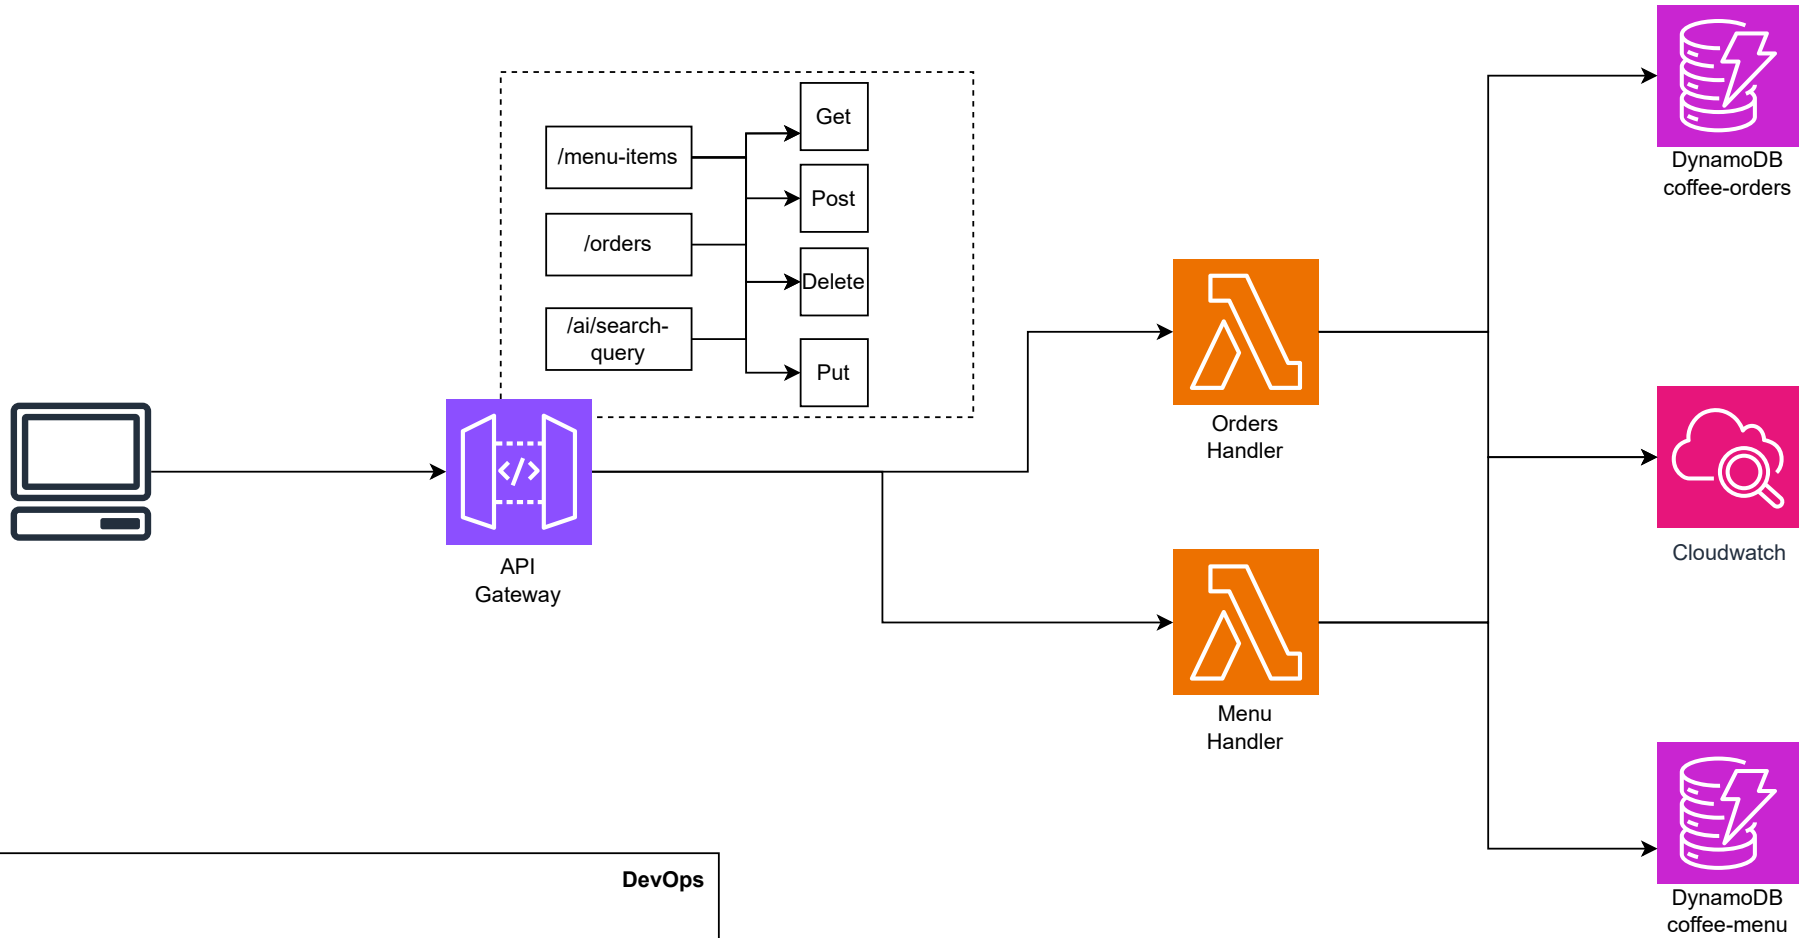 DynamoDB
coffee-orders
/menu-items
/orders
/ai/search-
query
Get
Post
Delete
Put
API
Gateway
Orders
Handler
Menu
Handler
Cloudwatch
DynamoDB
coffee-menu
DevOps